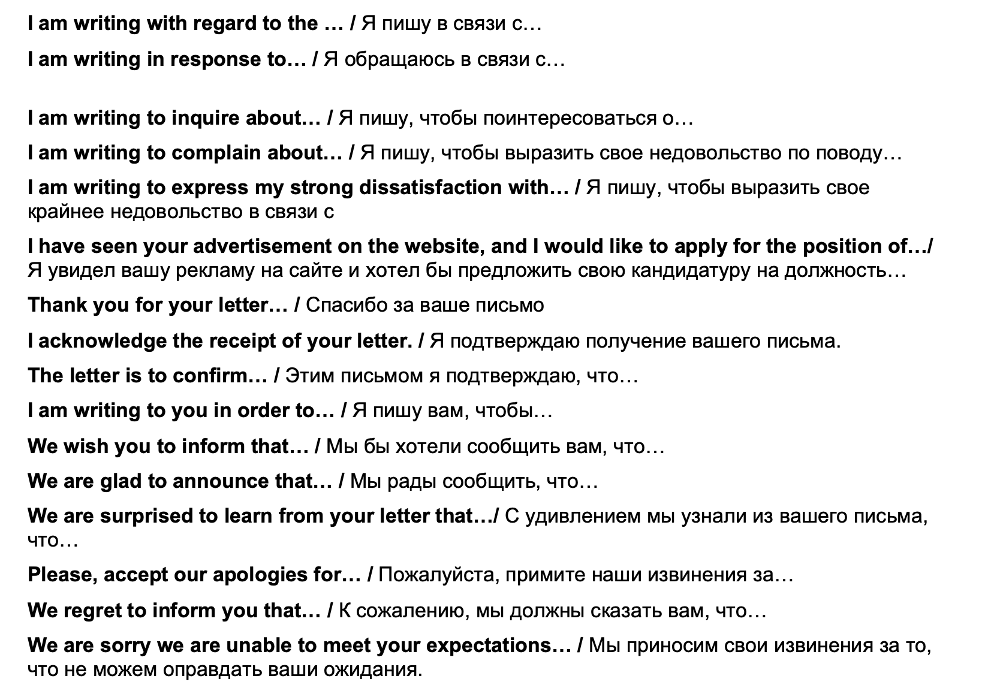 I am writing with regard to the … / Я пишу в связи с…
I am writing in response to… / Я обращаюсь в связи с…
I am writing to inquire about… / Я пишу, чтобы поинтересоваться о…
I am writing to complain about… / Я пишу, чтобы выразить свое недовольство по поводу…
I am writing to express my strong dissatisfaction with… / Я пишу, чтобы выразить свое
крайнее недовольство в связи с
I have seen your advertisement on the website, and I would like to apply for the position of…/
Я увидел вашу рекламу на сайте и хотел бы предложить свою кандидатуру на должность…
Thank you for your letter… / Спасибо за ваше письмо
I acknowledge the receipt of your letter. / Я подтверждаю получение вашего письма.
The letter is to confirm… / Этим письмом я подтверждаю, что…
I am writing to you in order to… / Я пишу вам, чтобы…
We wish you to inform that… / Мы бы хотели сообщить вам, что…
We are glad to announce that… / Мы рады сообщить, что…
We are surprised to learn from your letter that…/ С удивлением мы узнали из вашего письма,
что…
Please, accept our apologies for… / Пожалуйста, примите наши извинения за…
We regret to inform you that… / К сожалению, мы должны сказать вам, что…
We are sorry we are unable to meet your expectations… / Мы приносим свои извинения за то,
что не можем оправдать ваши ожидания.